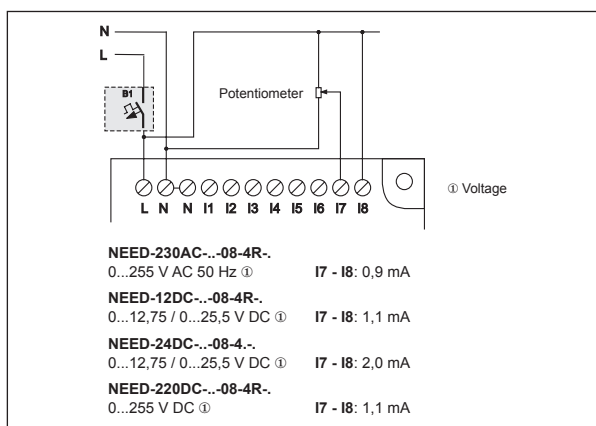 N
L
B1
Potentiometer
① Voltage
L N N I1 I2 I3 I4 I5 I6 I7 I8
NEED-230AC-..-08-4R-.
0...255 V AC 50 Hz ① I7 - I8: 0,9 mA
NEED-12DC-..-08-4R-.
0...12,75 / 0...25,5 V DC ① I7 - I8: 1,1 mA
NEED-24DC-..-08-4.-.
0...12,75 / 0...25,5 V DC ① I7 - I8: 2,0 mA
NEED-220DC-..-08-4R-.
0...255 V DC ① I7 - I8: 1,1 mA